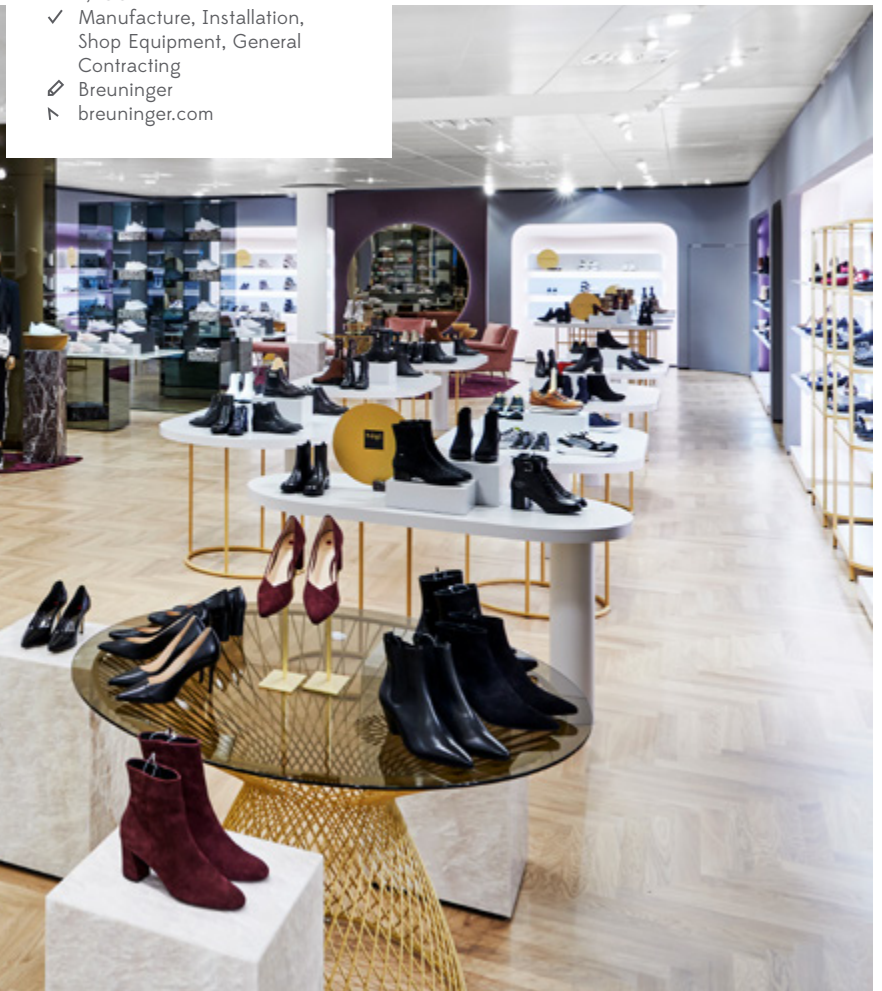 Manufacture, Installation,
Shop Equipment, General
Contracting
Breuninger
breuninger.com